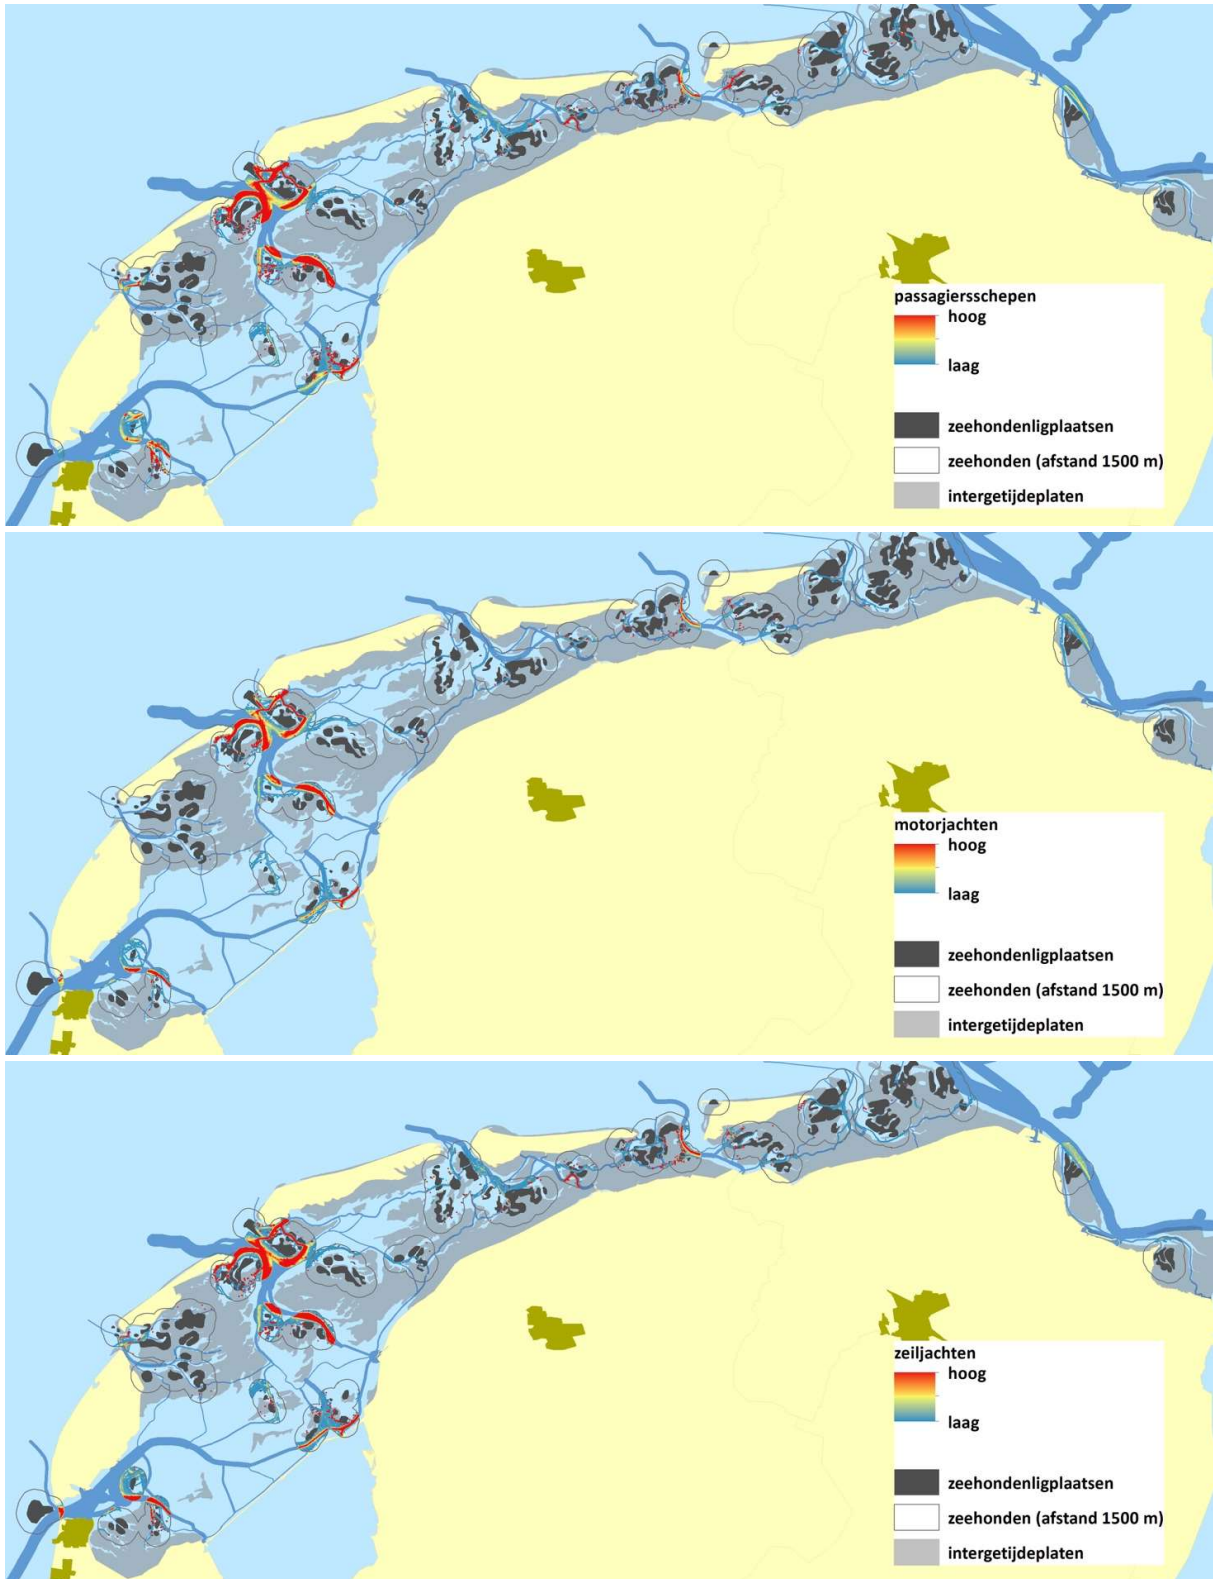 passagiersschepen
hoog
laag
zeehondenligplaatsen
zeehonden (afstand 1500 m)
intergetijdeplaten
motorjachten
hoog
laag
zeehondenligplaatsen
zeehonden (afstand 1500 m)
intergetijdeplaten
zeiljachten
hoog
laag
zeehondenligplaatsen
zeehonden (afstand 1500 m)
intergetijdeplaten